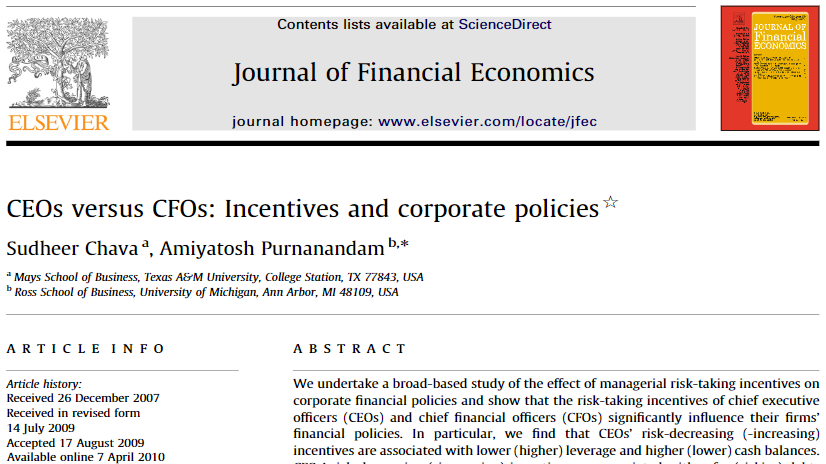 Contents lists available at ScienceDirect
Journal of Financial Economics
journal homepage: www.elsevier.com/locate/jfec
ELSEVIER
JOURNAL OF
Financial
ECONOMICS
CEOs versus CFOs: Incentives and corporate policies☆
Sudheer Chava a, Amiyatosh Purnanandam b,*
a Mays School of Business, Texas A&M University, College Station, TX 77843, USA
b Ross School of Business, University of Michigan, Ann Arbor, MI 48109, USA
ARTICLE INFO
Article history:
Received 26 December 2007
Received in revised form
14 July 2009
Accepted 17 August 2009
Available online 7 April 2010
ABSTRACT
We undertake a broad-based study of the effect of managerial risk-taking incentives on
corporate financial policies and show that the risk-taking incentives of chief executive
officers (CEOs) and chief financial officers (CFOs) significantly influence their firms'
financial policies. In particular, we find that CEOs' risk-decreasing (-increasing)
incentives are associated with lower (higher) leverage and higher (lower) cash balances.